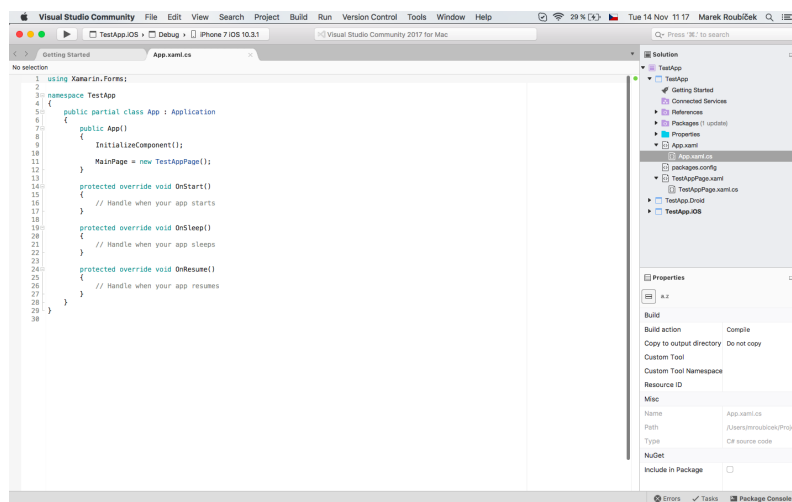 Visual Studio Community File Edit View Search Project Build Run Version Control Tools Window Help 29 % Tue 14 Nov 11 17 Marek Roubíček
TestApp.iOS › Debug › iPhone 7 iOS 10.3.1 Visual Studio Community 2017 for Mac Press '⌘.' to search
Getting Started App.xaml.cs × Solution
No selection
1 using Xamarin.Forms;
2
3 namespace TestApp
4 {
5 public partial class App : Application
6 {
7 public App()
8 {
9 InitializeComponent();
10
11 MainPage = new TestAppPage();
12 }
13
14 protected override void OnStart()
15 {
16 // Handle when your app starts
17 }
18
19 protected override void OnSleep()
20 {
21 // Handle when your app sleeps
22 }
23
24 protected override void OnResume()
25 {
26 // Handle when your app resumes
27 }
28 }
29 }
30
TestApp
TestApp
Getting Started
Connected Services
References
Packages (1 update)
Properties
App.xaml
App.xaml.cs
packages.config
TestAppPage.xaml
TestAppPage.xaml.cs
TestApp.Droid
TestApp.iOS
Properties
a.z
Build
Build action Compile
Copy to output directory Do not copy
Custom Tool
Custom Tool Namespace
Resource ID
Misc
Name App.xaml.cs
Path /Users/mroubicek/Proj
Type C# source code
NuGet
Include in Package
Errors Tasks Package Console